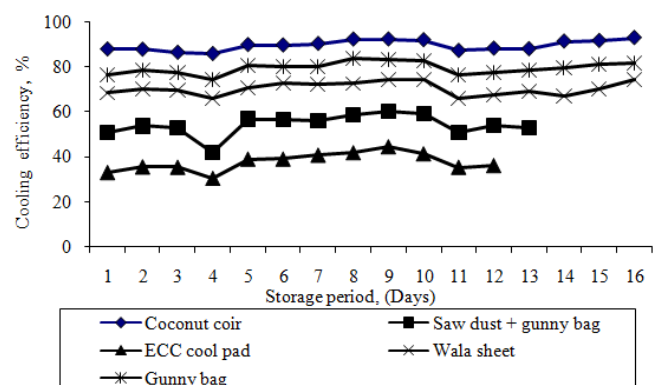 100
80
60
40
20
0
Cooling efficiency, %
1 2 3 4 5 6 7 8 9 10 11 12 13 14 15 16
Storage period, (Days)
Coconut coir
Saw dust + gunny bag
ECC cool pad
Wala sheet
Gunny bag